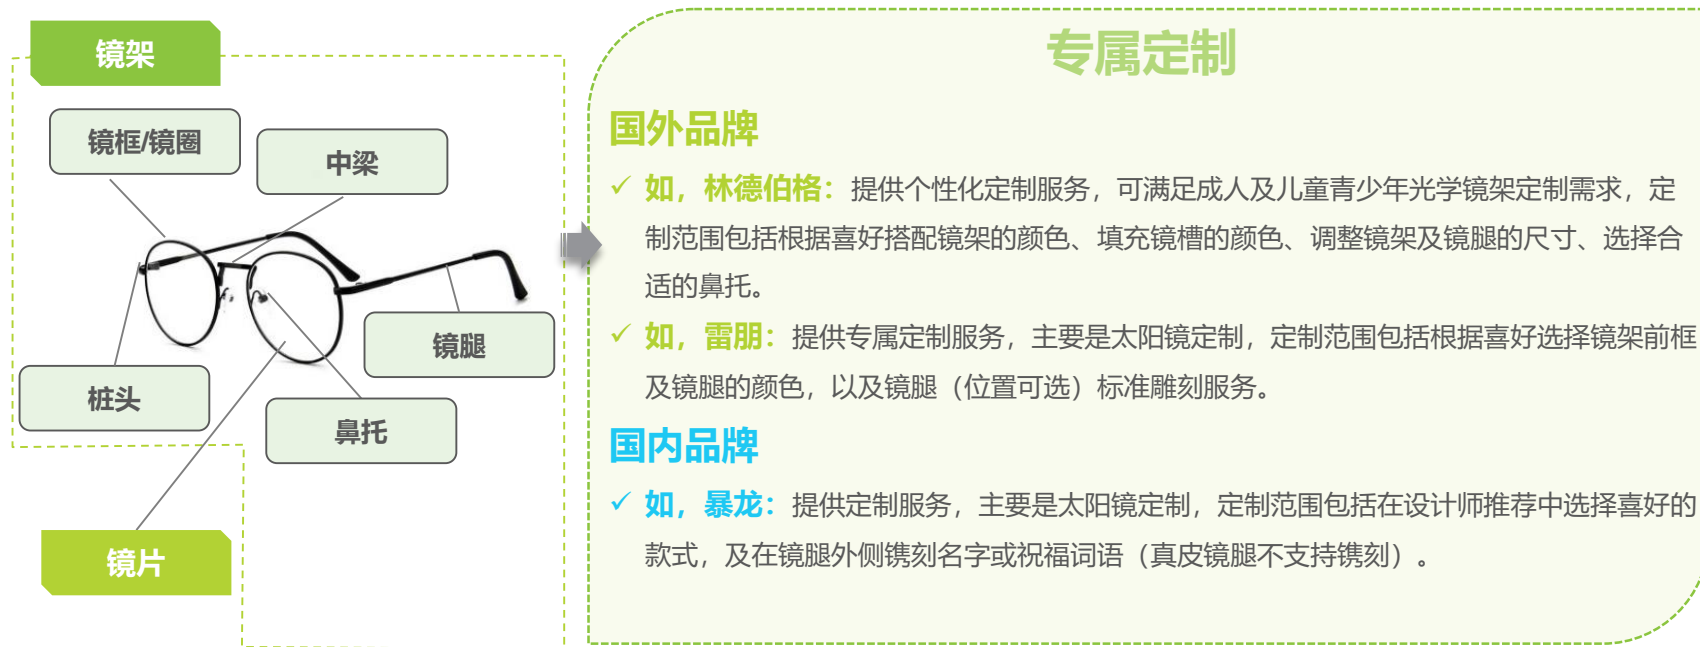 镜架
镜框/镜圈
中梁
镜腿
桩头
鼻托
镜片
专属定制
国外品牌
✓ 如，林德伯格：提供个性化定制服务，可满足成人及儿童青少年光学镜架定制需求，定
制范围包括根据喜好搭配镜架的颜色、填充镜槽的颜色、调整镜架及镜腿的尺寸、选择合
适的鼻托。
✓ 如，雷朋：提供专属定制服务，主要是太阳镜定制，定制范围包括根据喜好选择镜架前框
及镜腿的颜色，以及镜腿（位置可选）标准雕刻服务。
国内品牌
✓ 如，暴龙：提供定制服务，主要是太阳镜定制，定制范围包括在设计师推荐中选择喜好的
款式，及在镜腿外侧镌刻名字或祝福词语（真皮镜腿不支持镌刻）。